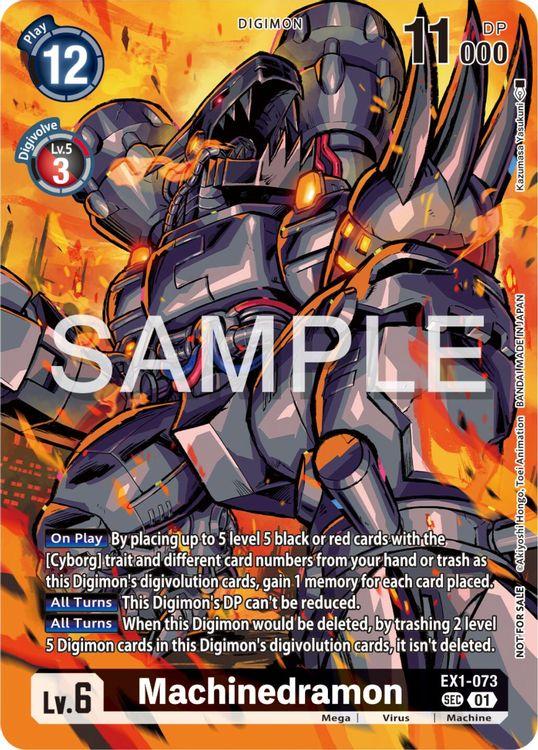 DIGIMON
Play
12
11000
DP
Digivolve
Lv.5
3
Kazumasa Yasukuni
SAMPLE
NOT FOR SALE ©Akiyoshi Hongo, Toei Animation BANDAI MADE IN JAPAN
On Play By placing up to 5 level 5 black or red cards with the
[Cyborg] trait and different card numbers from your hand or trash as
this Digimon's digivolution cards, gain 1 memory for each card placed.
All Turns This Digimon's DP can't be reduced.
All Turns When this Digimon would be deleted, by trashing 2 level
5 Digimon cards in this Digimon's digivolution cards, it isn't deleted.
Lv.6
Machinedramon
EX1-073
SEC 01
Mega | Virus | Machine